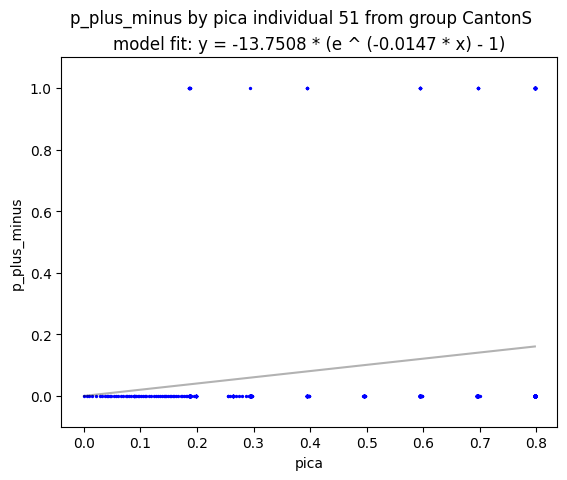 p_plus_minus by pica individual 51 from group CantonS
model fit: y = -13.7508 * (e ^ (-0.0147 * x) - 1)
1.0
0.8
0.6
0.4
0.2
0.0
p_plus_minus
0.0 0.1 0.2 0.3 0.4 0.5 0.6 0.7 0.8
pica